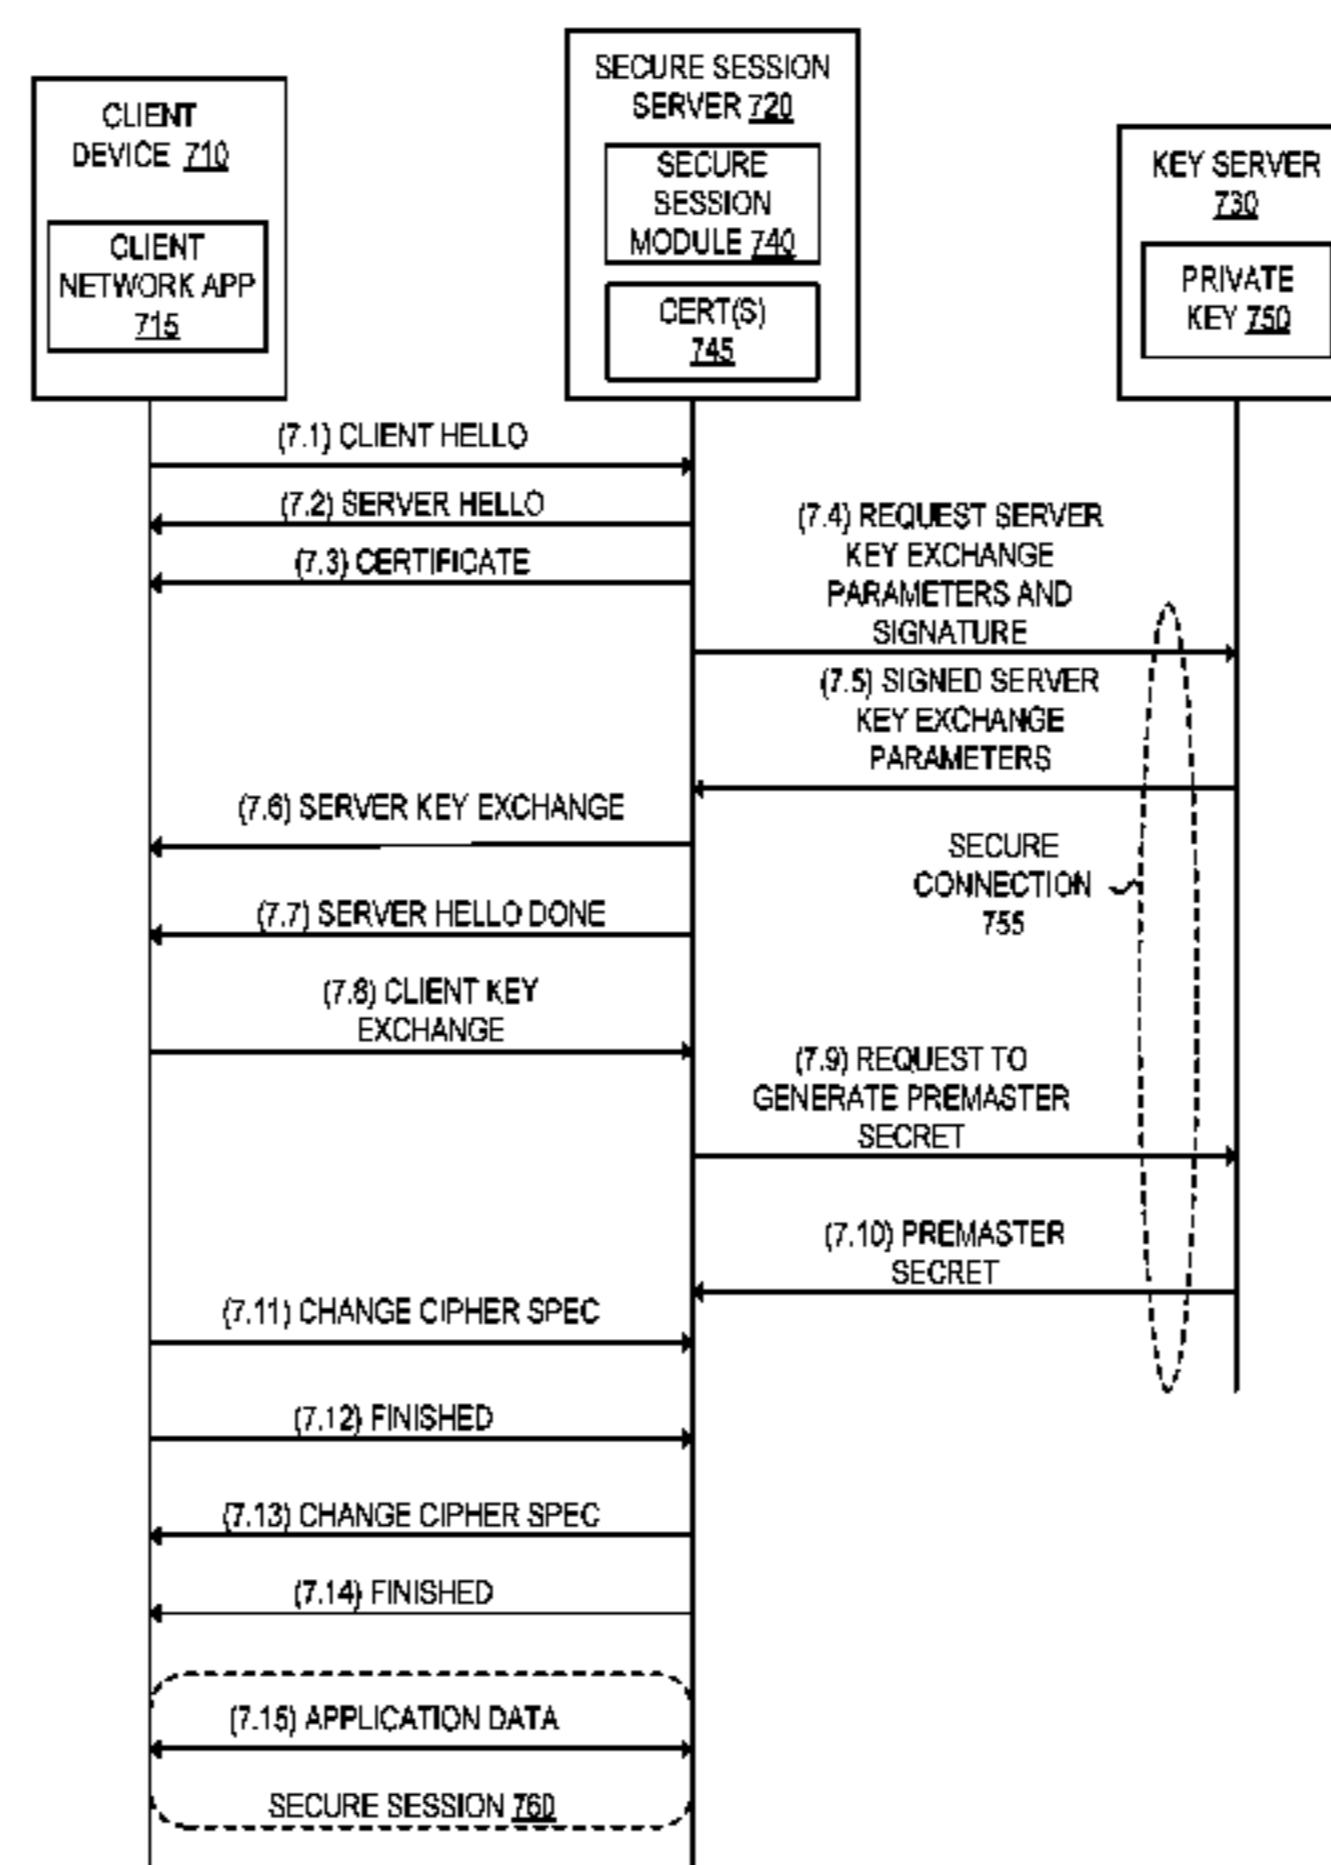 CLIENT
DEVICE 710
CLIENT
NETWORK APP
715
SECURE SESSION
SERVER 720
SECURE
SESSION
MODULE 740
CERT(S)
745
KEY SERVER
730
PRIVATE
KEY 750
(7.1) CLIENT HELLO
(7.2) SERVER HELLO
(7.3) CERTIFICATE
(7.4) REQUEST SERVER
KEY EXCHANGE
PARAMETERS AND
SIGNATURE
(7.5) SIGNED SERVER
KEY EXCHANGE
PARAMETERS
(7.6) SERVER KEY EXCHANGE
SECURE
CONNECTION
755
(7.7) SERVER HELLO DONE
(7.8) CLIENT KEY
EXCHANGE
(7.9) REQUEST TO
GENERATE PREMASTER
SECRET
(7.10) PREMASTER
SECRET
(7.11) CHANGE CIPHER SPEC
(7.12) FINISHED
(7.13) CHANGE CIPHER SPEC
(7.14) FINISHED
(7.15) APPLICATION DATA
SECURE SESSION 760